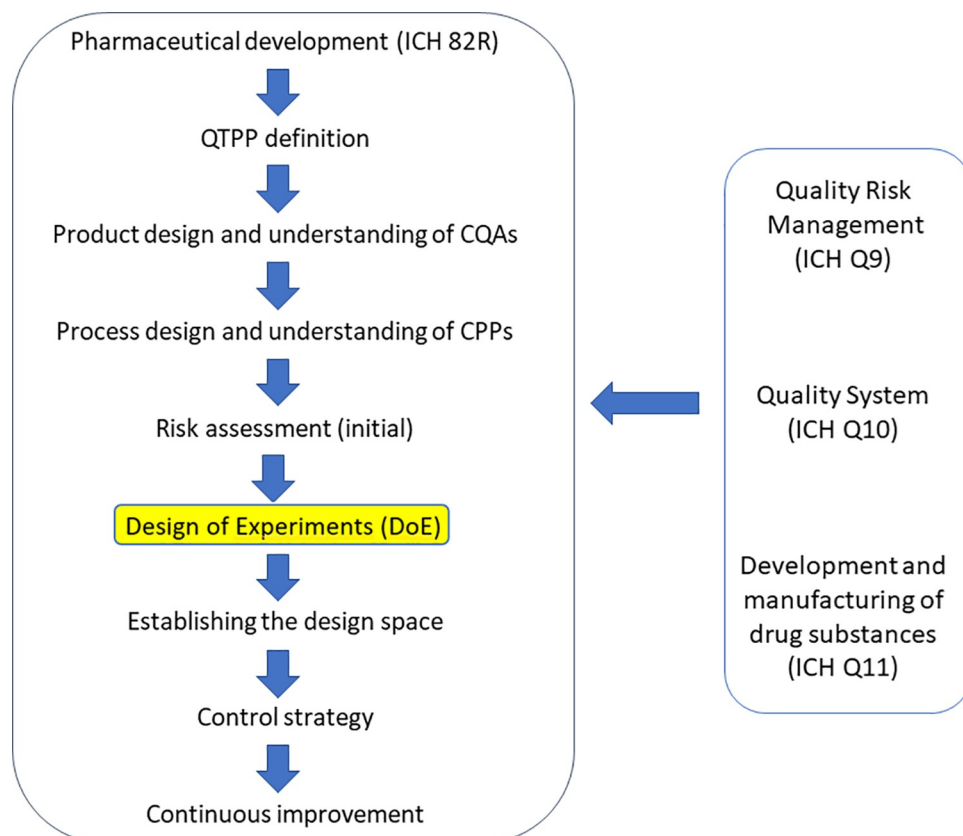 Pharmaceutical development (ICH 82R)
QTPP definition
Product design and understanding of CQAs
Process design and understanding of CPPs
Risk assessment (initial)
Design of Experiments (DoE)
Establishing the design space
Control strategy
Continuous improvement
Quality Risk
Management
(ICH Q9)
Quality System
(ICH Q10)
Development and
manufacturing of
drug substances
(ICH Q11)